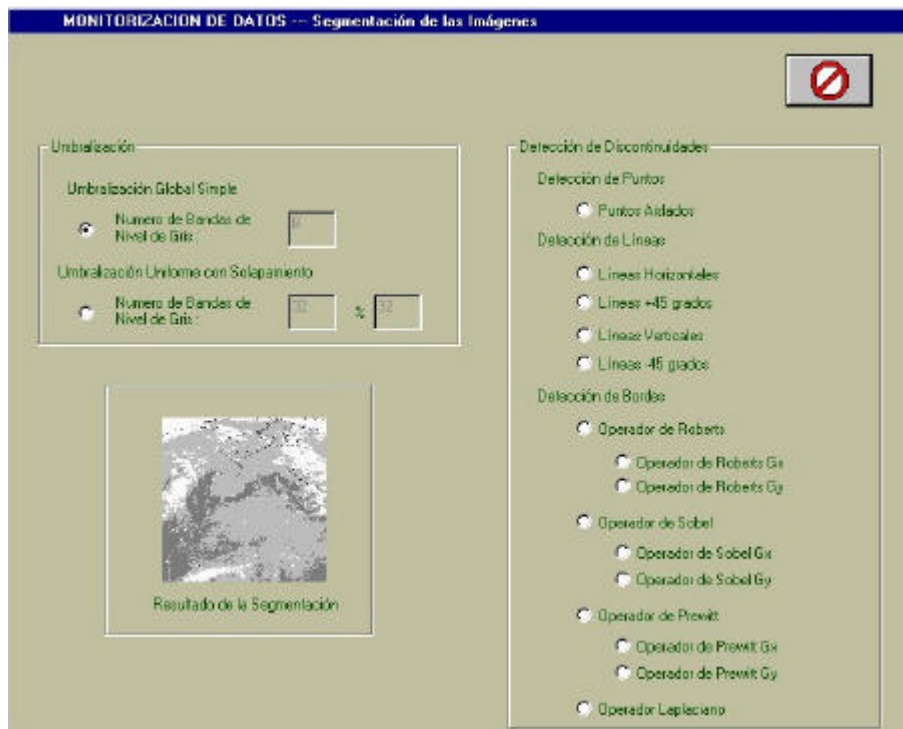 MONITORIZACION DE DATOS --- Segmentación de las Imágenes
Umbralización
Umbralización Global Simple
Numero de Bandas de
Nivel de Gris :
Umbralización Uniforme con Solapamiento
Numero de Bandas de
Nivel de Gris :
32 % 32
Resultado de la Segmentación
Detección de Discontinuidades
Detección de Puntos
Puntos Aislados
Detección de Líneas
Líneas Horizontales
Líneas +45 grados
Líneas Verticales
Líneas -45 grados
Detección de Bordes
Operador de Roberts
Operador de Roberts Gx
Operador de Roberts Gy
Operador de Sobel
Operador de Sobel Gx
Operador de Sobel Gy
Operador de Prewitt
Operador de Prewitt Gx
Operador de Prewitt Gy
Operador Laplaciano